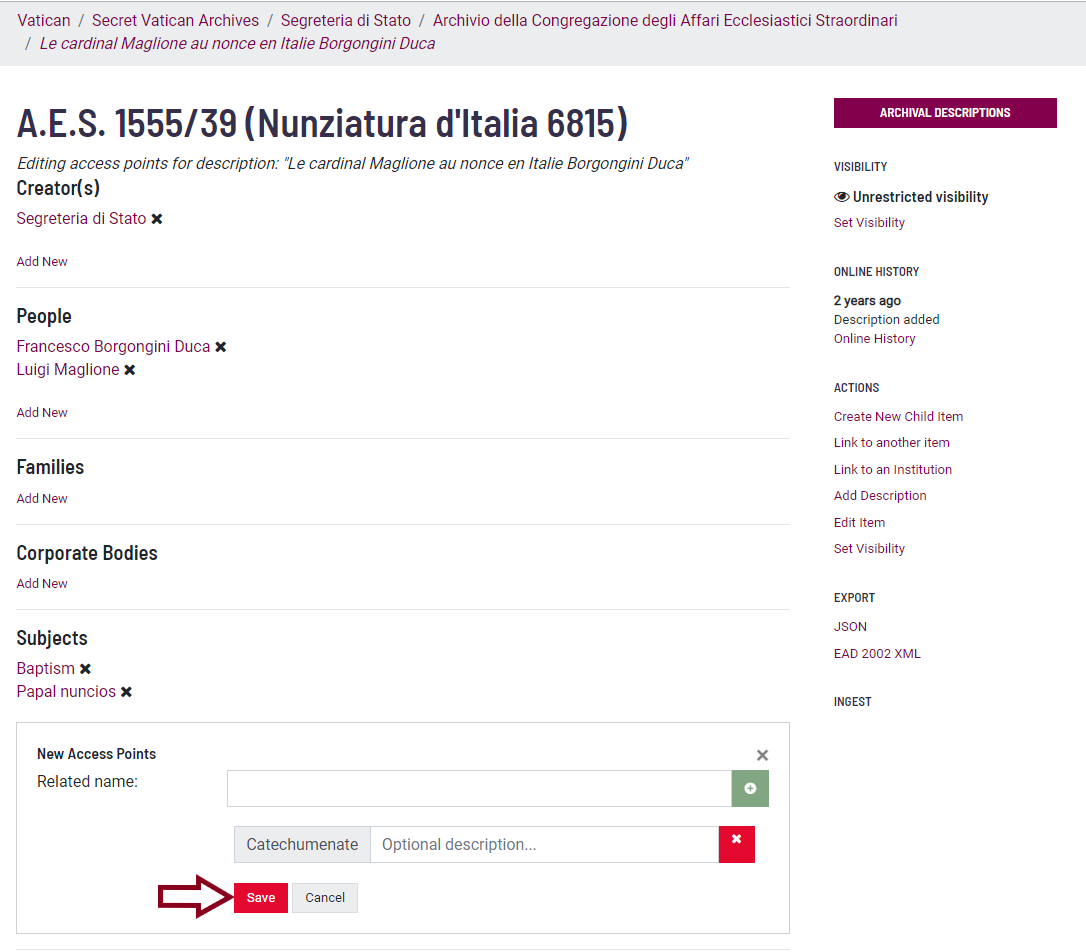 Vatican / Secret Vatican Archives / Segreteria di Stato / Archivio della Congregazione degli Affari Ecclesiastici Straordinari
/ Le cardinal Maglione au nonce en Italie Borgongini Duca
A.E.S. 1555/39 (Nunziatura d'Italia 6815)
Editing access points for description: "Le cardinal Maglione au nonce en Italie Borgongini Duca"
Creator(s)
Segreteria di Stato ✖
Add New
People
Francesco Borgongini Duca ✖
Luigi Maglione ✖
Add New
Families
Add New
Corporate Bodies
Add New
Subjects
Baptism ✖
Papal nuncios ✖
New Access Points
Related name:
Catechumenate Optional description...
Save Cancel
ARCHIVAL DESCRIPTIONS
VISIBILITY
Unrestricted visibility
Set Visibility
ONLINE HISTORY
2 years ago
Description added
Online History
ACTIONS
Create New Child Item
Link to another item
Link to an Institution
Add Description
Edit Item
Set Visibility
EXPORT
JSON
EAD 2002 XML
INGEST